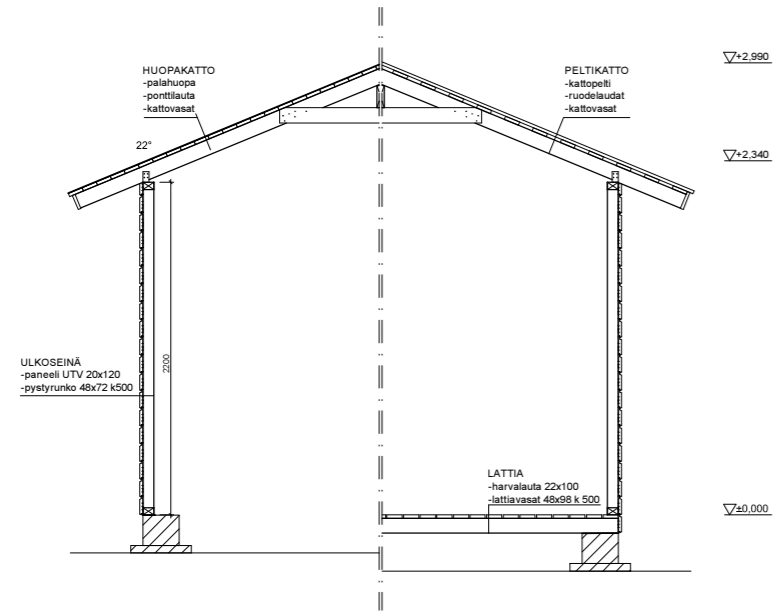 HUOPAKATTO
-palahuopa
-ponttilauta
-kattovasat
PELTIKATTO
-kattopelti
-ruodelaudat
-kattovasat
+2,990
22°
+2,340
2200
ULKOSEINÄ
-paneeli UTV 20x120
-pystyrunko 48x72 k500
LATTIA
-harvalauta 22x100
-lattiavasat 48x98 k 500
±0,000